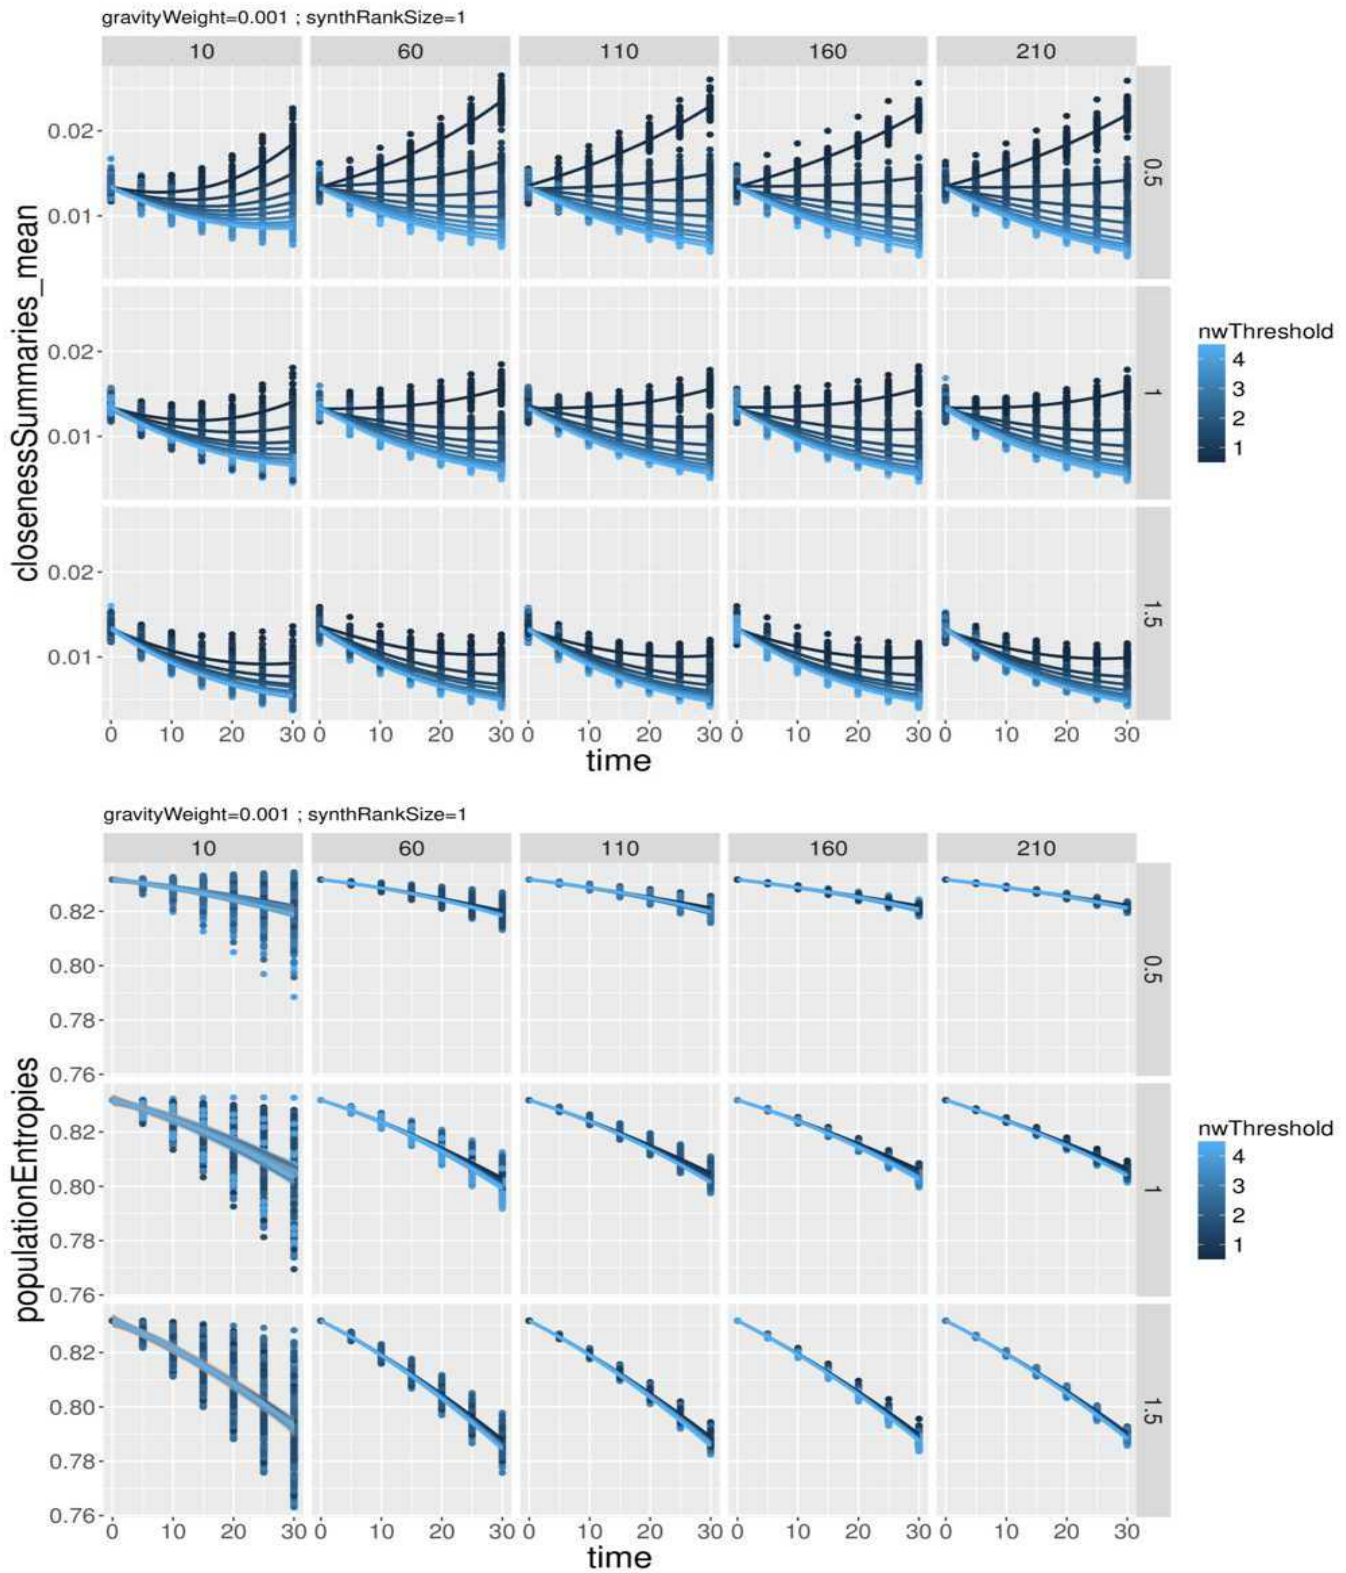 gravityWeight=0.001 ; synthRankSize=1
10 60 110 160 210
closenessSummaries_mean
0.02
0.01
0.5
0.02
0.01
1
0.02
0.01
1.5
nwThreshold
4
3
2
1
0 10 20 30 0 10 20 30 0 10 20 30 0 10 20 30 0 10 20 30
time
gravityWeight=0.001 ; synthRankSize=1
10 60 110 160 210
populationEntropies
0.82
0.80
0.78
0.76
0.5
0.82
0.80
0.78
0.76
1
0.82
0.80
0.78
0.76
1.5
nwThreshold
4
3
2
1
0 10 20 30 0 10 20 30 0 10 20 30 0 10 20 30 0 10 20 30
time